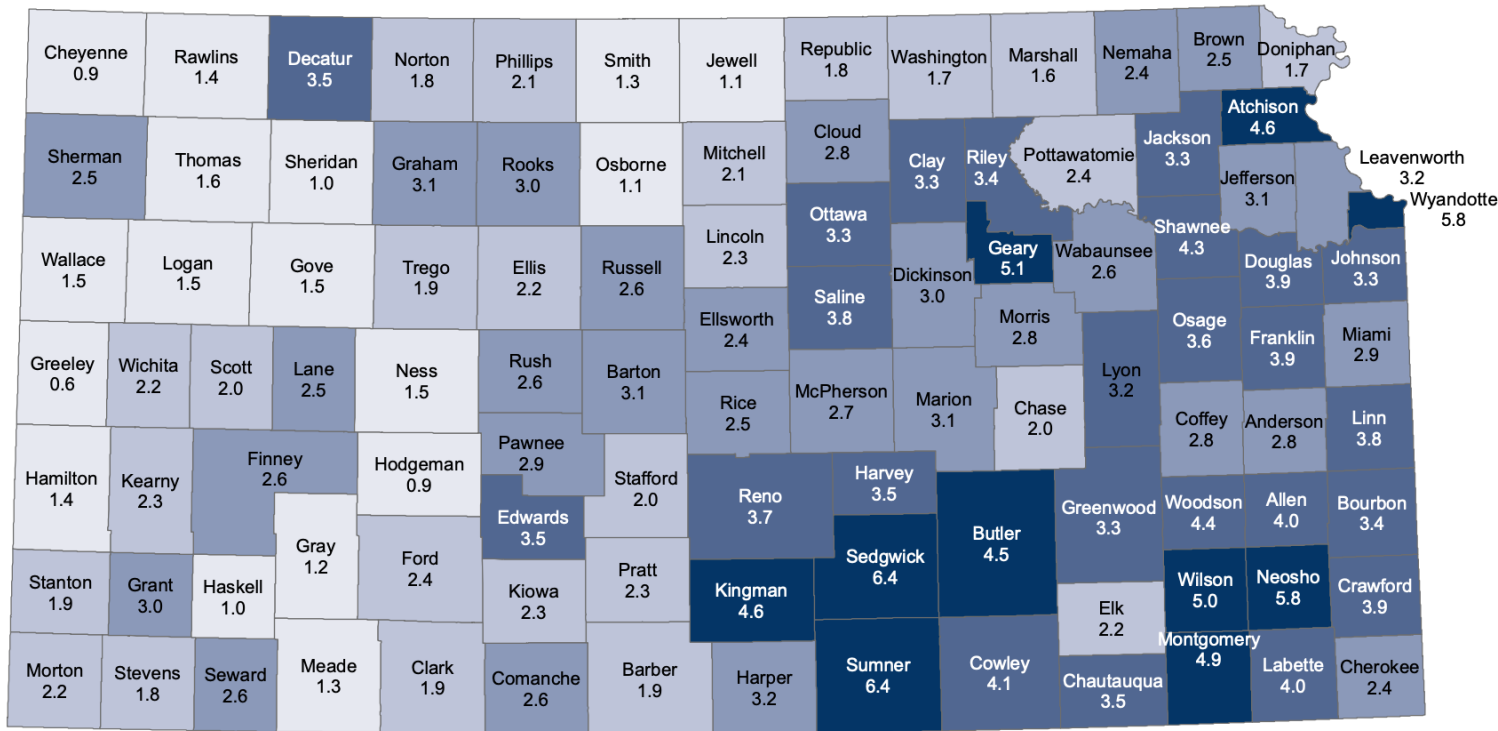 Cheyenne
0.9
Rawlins
1.4
Decatur
3.5
Norton
1.8
Phillips
2.1
Smith
1.3
Jewell
1.1
Republic
1.8
Washington
1.7
Marshall
1.6
Nemaha
2.4
Brown
2.5
Doniphan
1.7
Atchison
4.6
Sherman
2.5
Thomas
1.6
Sheridan
1.0
Graham
3.1
Rooks
3.0
Osborne
1.1
Mitchell
2.1
Cloud
2.8
Clay
3.3
Riley
3.4
Pottawatomie
2.4
Jackson
3.3
Jefferson
3.1
Leavenworth
3.2
Wyandotte
5.8
Wallace
1.5
Logan
1.5
Gove
1.5
Trego
1.9
Ellis
2.2
Russell
2.6
Lincoln
2.3
Ottawa
3.3
Saline
3.8
Dickinson
3.0
Geary
5.1
Wabaunsee
2.6
Shawnee
4.3
Douglas
3.9
Johnson
3.3
Greeley
0.6
Wichita
2.2
Scott
2.0
Lane
2.5
Ness
1.5
Rush
2.6
Barton
3.1
Ellsworth
2.4
Rice
2.5
McPherson
2.7
Marion
3.1
Morris
2.8
Chase
2.0
Lyon
3.2
Osage
3.6
Franklin
3.9
Miami
2.9
Coffey
2.8
Anderson
2.8
Linn
3.8
Hamilton
1.4
Kearny
2.3
Finney
2.6
Hodgeman
0.9
Pawnee
2.9
Stafford
2.0
Edwards
3.5
Reno
3.7
Harvey
3.5
Sedgwick
6.4
Butler
4.5
Greenwood
3.3
Woodson
4.4
Allen
4.0
Bourbon
3.4
Stanton
1.9
Grant
3.0
Haskell
1.0
Gray
1.2
Ford
2.4
Kiowa
2.3
Pratt
2.3
Kingman
4.6
Elk
2.2
Wilson
5.0
Neosho
5.8
Crawford
3.9
Morton
2.2
Stevens
1.8
Seward
2.6
Meade
1.3
Clark
1.9
Comanche
2.6
Barber
1.9
Harper
3.2
Sumner
6.4
Cowley
4.1
Chautauqua
3.5
Montgomery
4.9
Labette
4.0
Cherokee
2.4